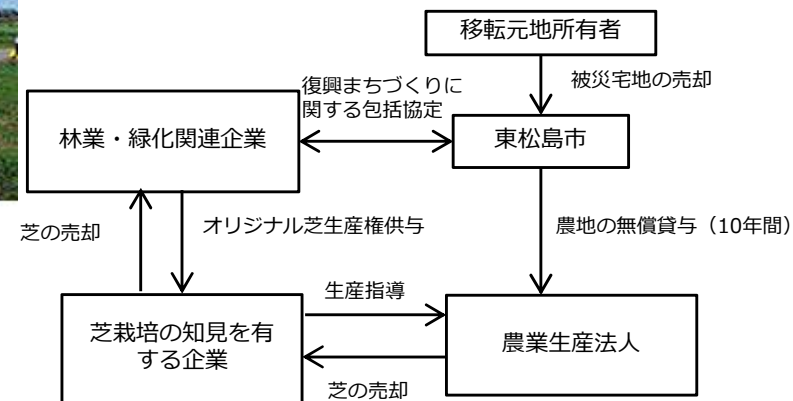 移転元地所有者
被災宅地の売却
復興まちづくりに
関する包括協定
林業・緑化関連企業
東松島市
芝の売却
オリジナル芝生産権供与
農地の無償貸与（10年間）
生産指導
芝栽培の知見を有
する企業
農業生産法人
芝の売却